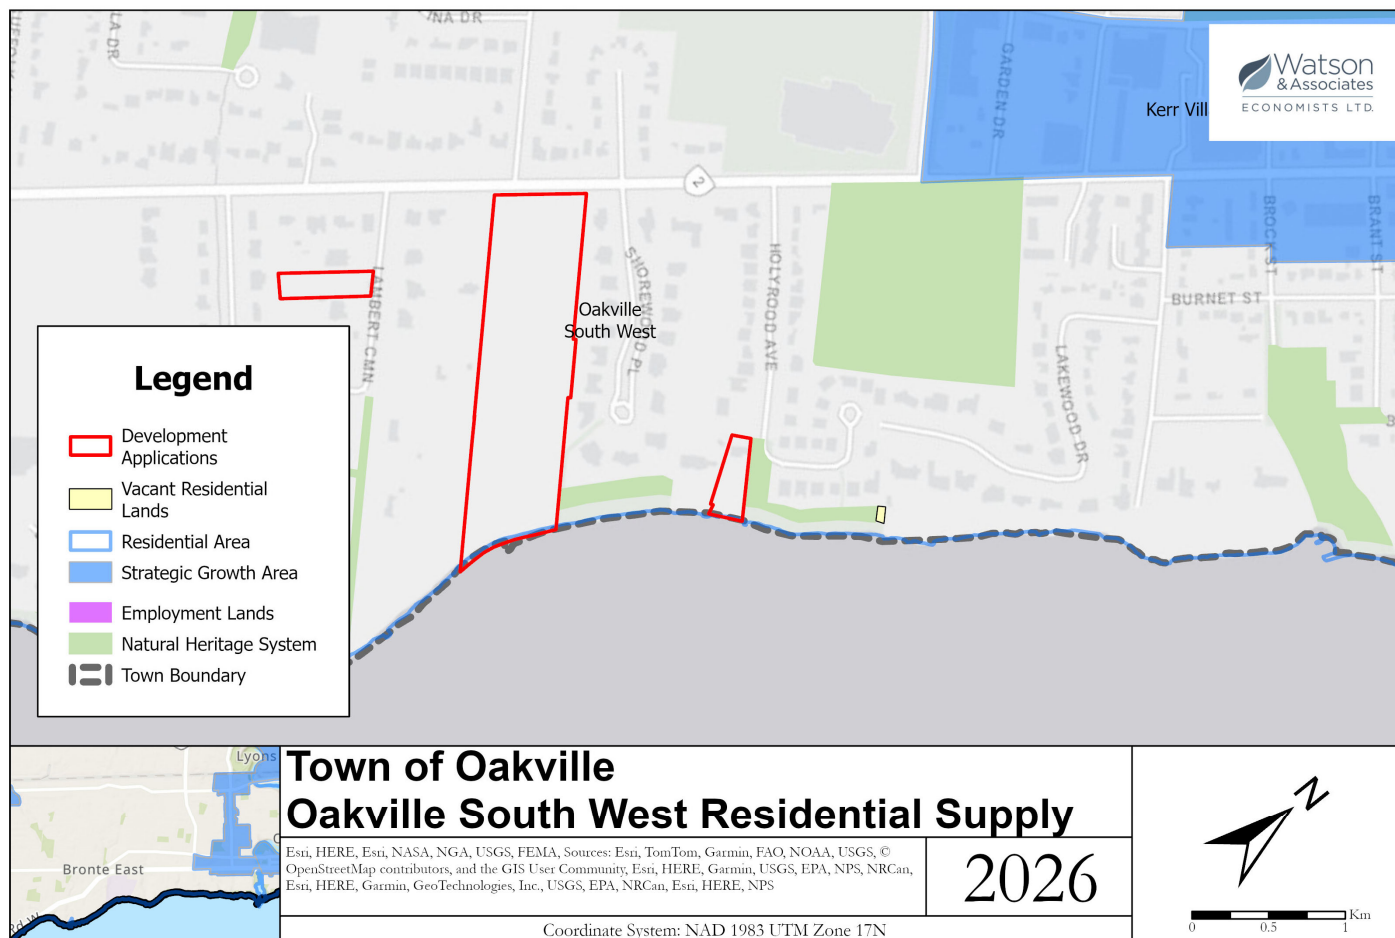 NA DR
LA DR
GARDEN DR
Watson
& Associates
ECONOMISTS LTD.
Kerr Vill
2
BROCK ST
BRANT ST
LAMBERT CMN
SHOREWOOD PL
HOLYROOD AVE
Oakville
South West
BURNET ST
LAKEWOOD DR
Legend
Development
Applications
Vacant Residential
Lands
Residential Area
Strategic Growth Area
Employment Lands
Natural Heritage System
Town Boundary
Lyons
Bronte East
Rd W
Town of Oakville
Oakville South West Residential Supply
Esri, HERE, Esri, NASA, NGA, USGS, FEMA, Sources: Esri, TomTom, Garmin, FAO, NOAA, USGS, ©
OpenStreetMap contributors, and the GIS User Community, Esri, HERE, Garmin, USGS, EPA, NPS, NRCan,
Esri, HERE, Garmin, GeoTechnologies, Inc., USGS, EPA, NRCan, Esri, HERE, NPS
2026
Coordinate System: NAD 1983 UTM Zone 17N
N
Km
0 0.5 1